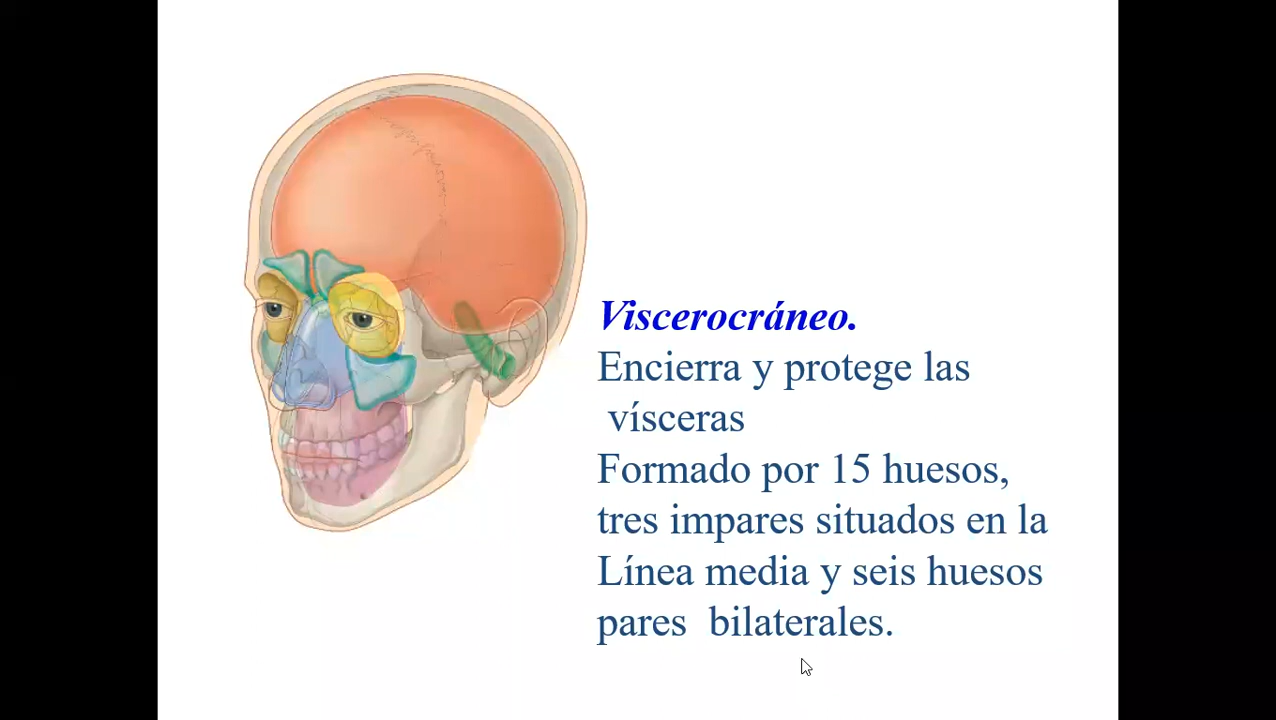 Viscerocráneo.
Encierra y protege las
vísceras
Formado por 15 huesos,
tres impares situados en la
Línea media y seis huesos
pares bilaterales.